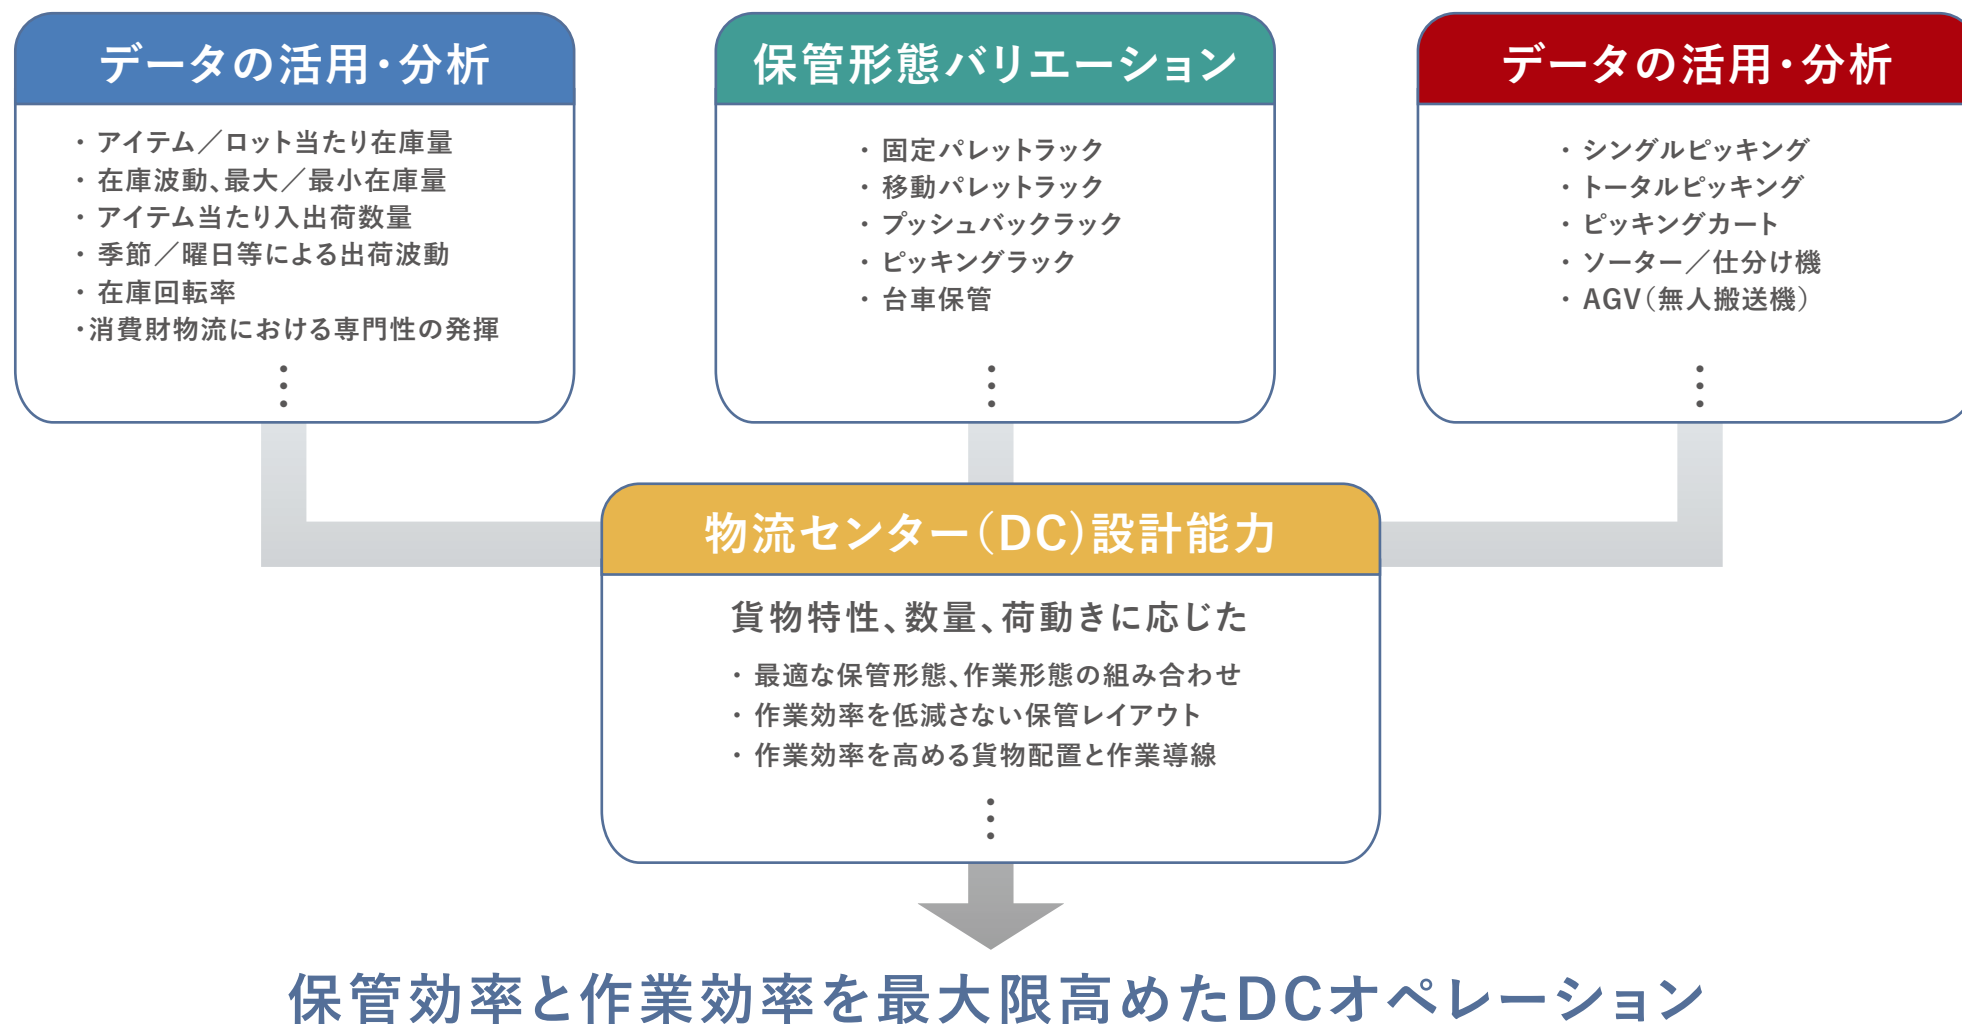 データの活用・分析
・ アイテム／ロット当たり在庫量
・ 在庫波動、最大／最小在庫量
・ アイテム当たり入出荷数量
・ 季節／曜日等による出荷波動
・ 在庫回転率
・消費財物流における専門性の発揮
⋮
保管形態バリエーション
・ 固定パレットラック
・ 移動パレットラック
・ プッシュバックラック
・ ピッキングラック
・ 台車保管
⋮
データの活用・分析
・ シングルピッキング
・ トータルピッキング
・ ピッキングカート
・ ソーター／仕分け機
・ AGV（無人搬送機）
⋮
物流センター（DC）設計能力
貨物特性、数量、荷動きに応じた
・ 最適な保管形態、作業形態の組み合わせ
・ 作業効率を低減さない保管レイアウト
・ 作業効率を高める貨物配置と作業導線
⋮
保管効率と作業効率を最大限高めたDCオペレーション